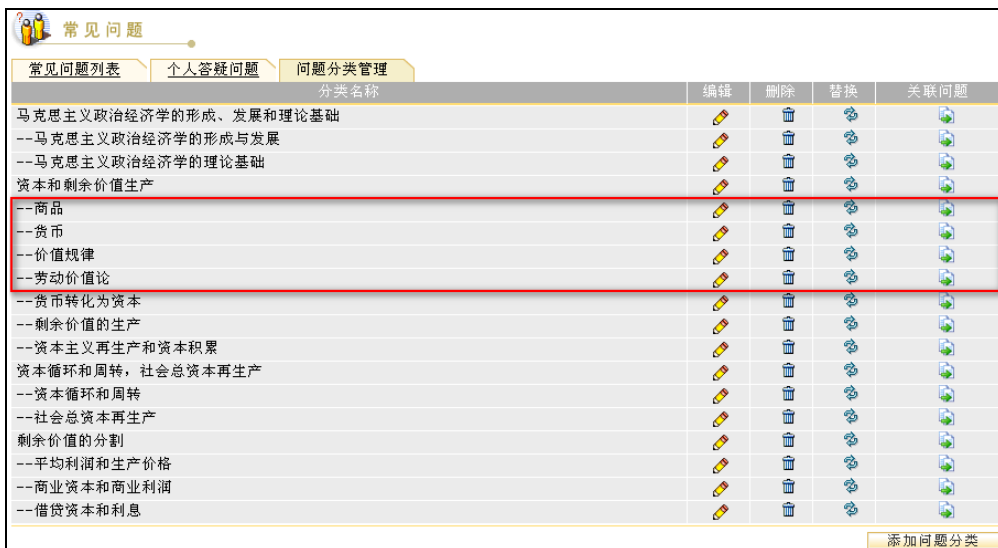 常见问题
常见问题列表 个人答疑问题 问题分类管理
分类名称 编辑 删除 替换 关联问题
马克思主义政治经济学的形成、发展和理论基础
--马克思主义政治经济学的形成与发展
--马克思主义政治经济学的理论基础
资本和剩余价值生产
--商品
--货币
--价值规律
--劳动价值论
--货币转化为资本
--剩余价值的生产
--资本主义再生产和资本积累
资本循环和周转，社会总资本再生产
--资本循环和周转
--社会总资本再生产
剩余价值的分割
--平均利润和生产价格
--商业资本和商业利润
--借贷资本和利息
添加问题分类